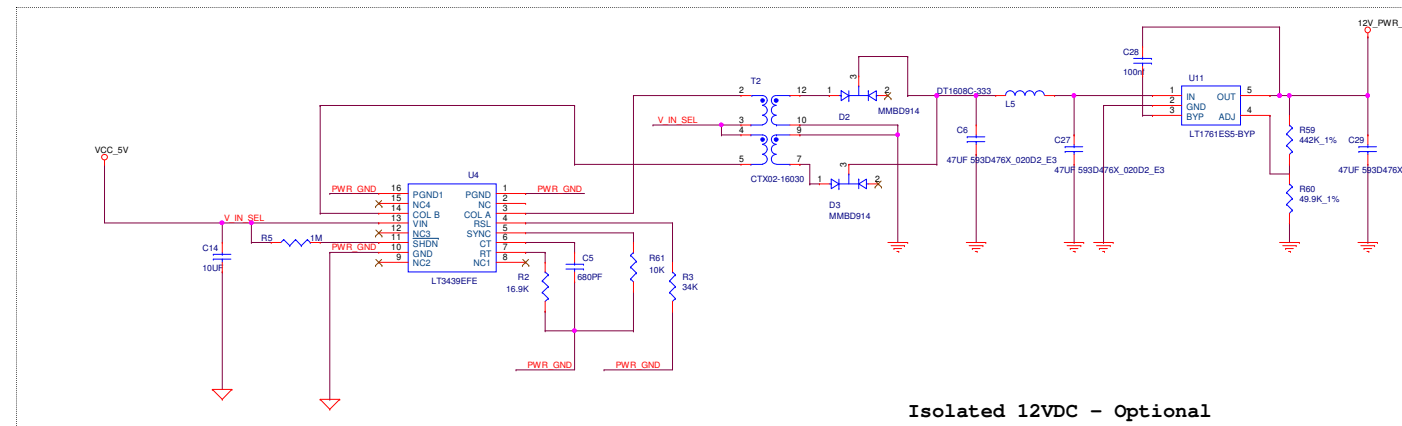 12V_PWR_
C28
100nf
U11
T2
2
12
1
3
2
MMBD914
D2
DT1608C-333
L5
1
IN
OUT
5
2
GND
3
BYP
ADJ
4
LT1761ES5-BYP
V_IN_SEL
3
10
4
9
5
7
CTX02-16030
C6
47UF 593D476X_020D2_E3
C27
47UF 593D476X_020D2_E3
R59
442K_1%
C29
47UF 593D476X
R60
49.9K_1%
1
3
2
D3
MMBD914
VCC_5V
U4
PWR_GND
16
PGND1
PGND
1
PWR_GND
15
NC4
NC
2
14
COL B
COL A
3
V_IN_SEL
13
VIN
RSL
4
12
NC3
SYNC
5
R5
1M
11
SHDN
CT
6
PWR_GND
10
GND
RT
7
9
NC2
NC1
8
LT3439EFE
C14
10UF
R2
16.9K
C5
680PF
R61
10K
R3
34K
PWR_GND
PWR_GND
Isolated 12VDC - Optional